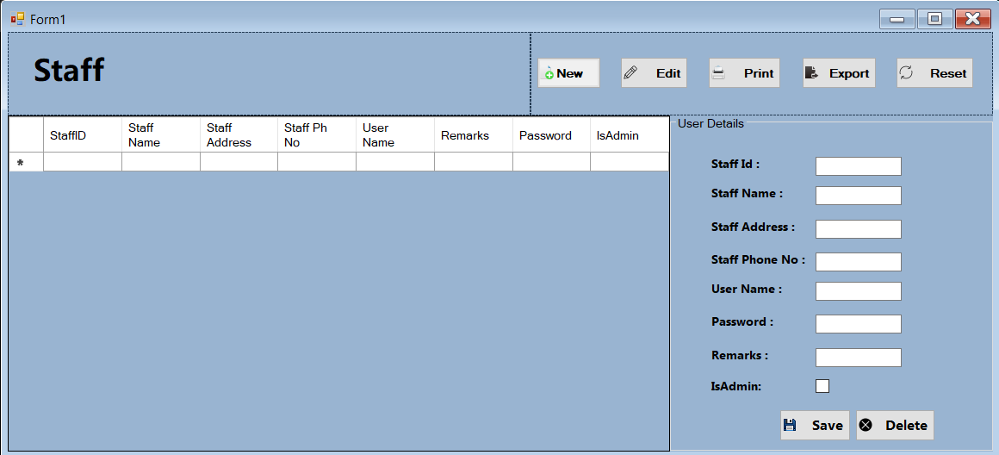 Form1
Staff
New Edit Print Export Reset
StaffID Staff Name Staff Address Staff Ph No User Name Remarks Password IsAdmin
*
User Details
Staff Id :
Staff Name :
Staff Address :
Staff Phone No :
User Name :
Password :
Remarks :
IsAdmin:
Save Delete